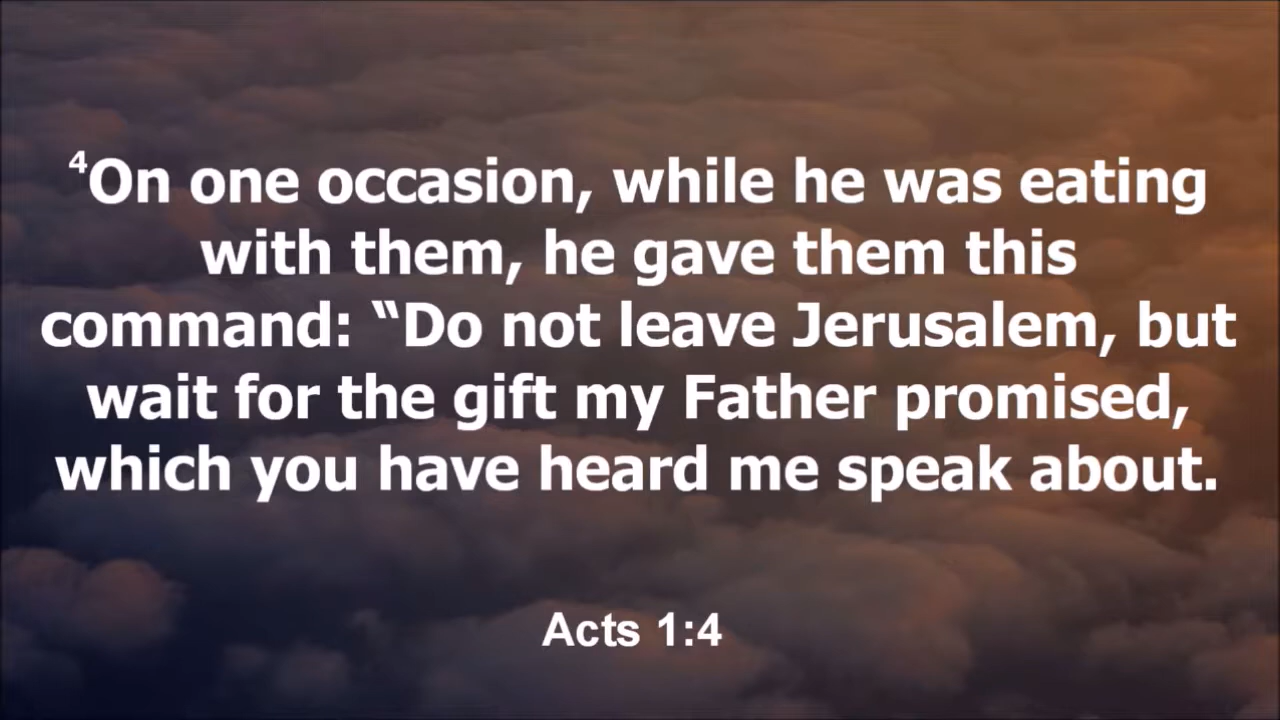 ⁴On one occasion, while he was eating
with them, he gave them this
command: “Do not leave Jerusalem, but
wait for the gift my Father promised,
which you have heard me speak about.
Acts 1:4